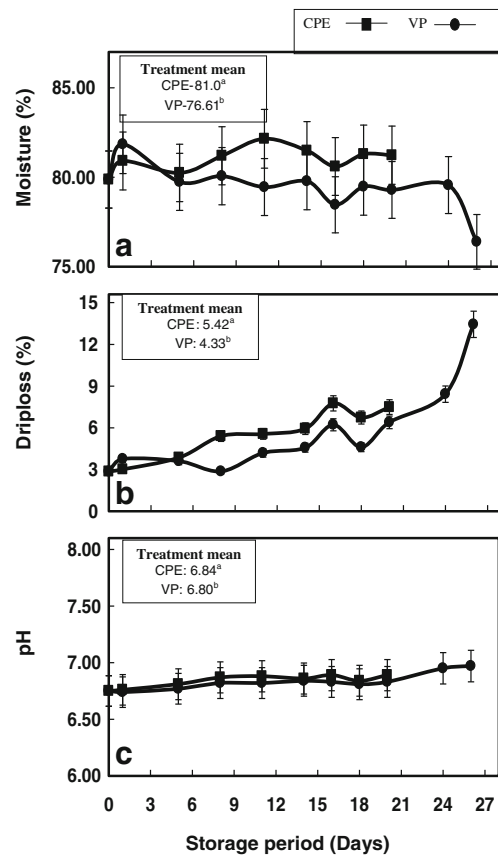 CPE VP
Treatment mean
CPE-81.0a
VP-76.61b
85.00
80.00
75.00
Moisture (%)
a
Treatment mean
CPE: 5.42a
VP: 4.33b
15
12
9
6
3
0
Driploss (%)
b
Treatment mean
CPE: 6.84a
VP: 6.80b
8.00
7.00
6.50
6.00
pH
c
0 3 6 9 12 15 18 21 24 27
Storage period (Days)